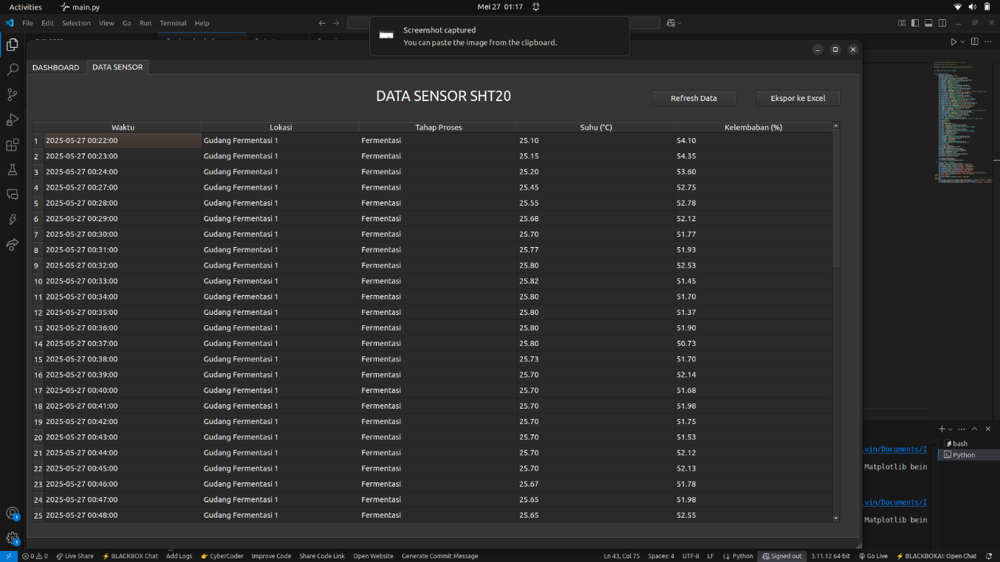 Activities main.py Mei 27 01:17
File Edit Selection View Go Run Terminal Help
Screenshot captured
You can paste the image from the clipboard.
DASHBOARD DATA SENSOR
DATA SENSOR SHT20 Refresh Data Ekspor ke Excel
Waktu Lokasi Tahap Proses Suhu (°C) Kelembaban (%)
1 2025-05-27 00:22:00 Gudang Fermentasi 1 Fermentasi 25.10 54.10
2 2025-05-27 00:23:00 Gudang Fermentasi 1 Fermentasi 25.15 54.35
3 2025-05-27 00:24:00 Gudang Fermentasi 1 Fermentasi 25.20 53.60
4 2025-05-27 00:27:00 Gudang Fermentasi 1 Fermentasi 25.45 52.75
5 2025-05-27 00:28:00 Gudang Fermentasi 1 Fermentasi 25.55 52.78
6 2025-05-27 00:29:00 Gudang Fermentasi 1 Fermentasi 25.68 52.12
7 2025-05-27 00:30:00 Gudang Fermentasi 1 Fermentasi 25.70 51.77
8 2025-05-27 00:31:00 Gudang Fermentasi 1 Fermentasi 25.77 51.93
9 2025-05-27 00:32:00 Gudang Fermentasi 1 Fermentasi 25.80 52.53
10 2025-05-27 00:33:00 Gudang Fermentasi 1 Fermentasi 25.82 51.45
11 2025-05-27 00:34:00 Gudang Fermentasi 1 Fermentasi 25.80 51.70
12 2025-05-27 00:35:00 Gudang Fermentasi 1 Fermentasi 25.80 51.37
13 2025-05-27 00:36:00 Gudang Fermentasi 1 Fermentasi 25.80 51.90
14 2025-05-27 00:37:00 Gudang Fermentasi 1 Fermentasi 25.80 50.73
15 2025-05-27 00:38:00 Gudang Fermentasi 1 Fermentasi 25.73 51.70
16 2025-05-27 00:39:00 Gudang Fermentasi 1 Fermentasi 25.70 52.14
17 2025-05-27 00:40:00 Gudang Fermentasi 1 Fermentasi 25.70 51.68
18 2025-05-27 00:41:00 Gudang Fermentasi 1 Fermentasi 25.70 51.98
19 2025-05-27 00:42:00 Gudang Fermentasi 1 Fermentasi 25.70 51.75
20 2025-05-27 00:43:00 Gudang Fermentasi 1 Fermentasi 25.70 51.53
21 2025-05-27 00:44:00 Gudang Fermentasi 1 Fermentasi 25.70 52.12
22 2025-05-27 00:45:00 Gudang Fermentasi 1 Fermentasi 25.70 52.13
23 2025-05-27 00:46:00 Gudang Fermentasi 1 Fermentasi 25.67 51.78
24 2025-05-27 00:47:00 Gudang Fermentasi 1 Fermentasi 25.65 51.98
25 2025-05-27 00:48:00 Gudang Fermentasi 1 Fermentasi 25.65 52.55
bash
Python
vin/Documents/I
Matplotlib bein
vin/Documents/I
Matplotlib bein
1
1
0 0 Live Share BLACKBOX Chat Add Logs CyberCoder Improve Code Share Code Link Open Website Generate Commit Message Ln 43, Col 75 Spaces: 4 UTF-8 LF Python Signed out 3.11.12 64-bit Go Live BLACKBOXAI: Open Chat